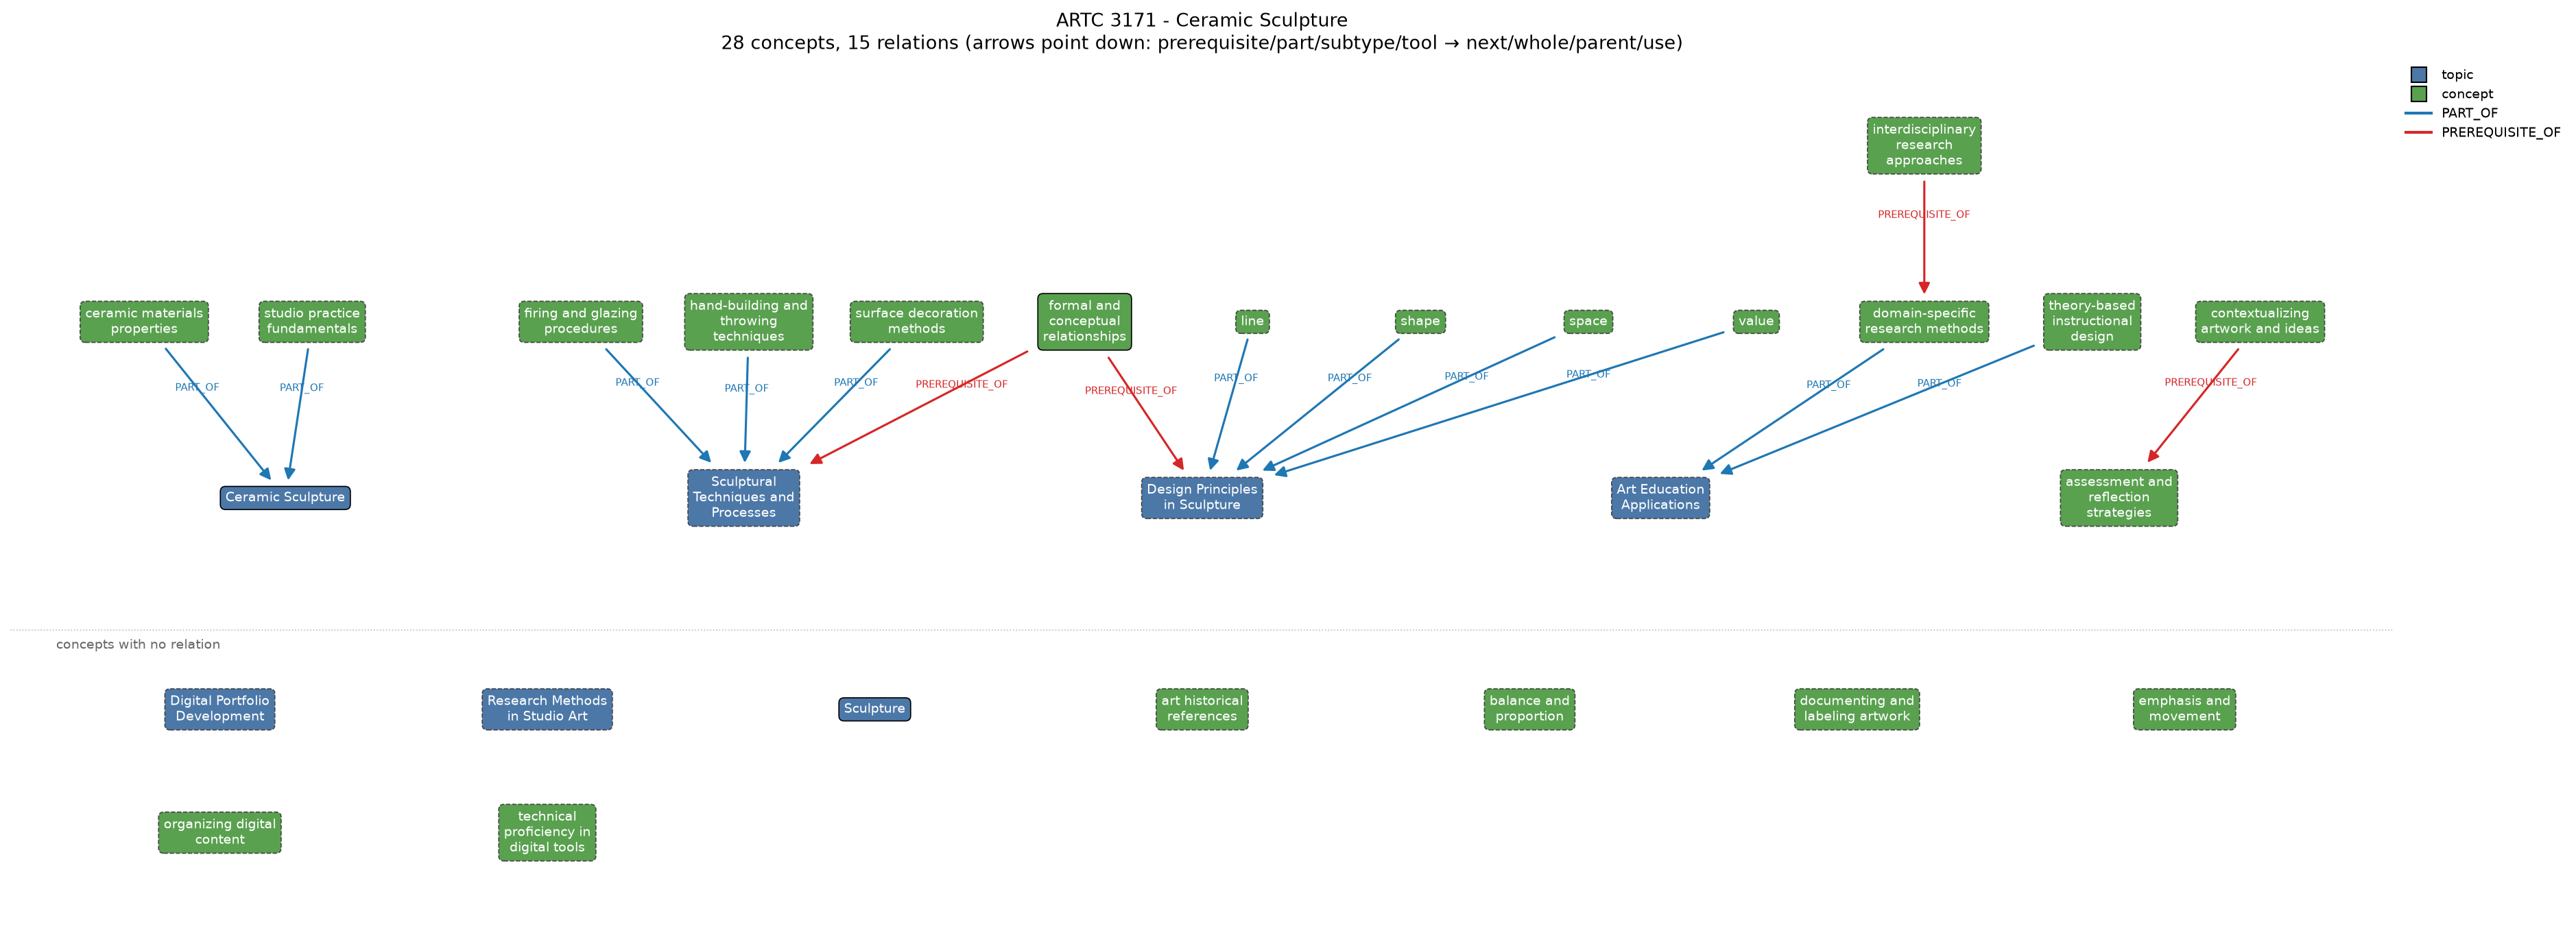 ARTC 3171 - Ceramic Sculpture
28 concepts, 15 relations (arrows point down: prerequisite/part/subtype/tool → next/whole/parent/use)
topic
concept
PART_OF
PREREQUISITE_OF
interdisciplinary
research
approaches
PREREQUISITE_OF
ceramic materials
properties
studio practice
fundamentals
firing and glazing
procedures
hand-building and
throwing
techniques
surface decoration
methods
formal and
conceptual
relationships
line
shape
space
value
domain-specific
research methods
theory-based
instructional
design
contextualizing
artwork and ideas
PART_OF
PART_OF
PART_OF
PART_OF
PART_OF
PREREQUISITE_OF
PREREQUISITE_OF
PART_OF
PART_OF
PART_OF
PART_OF
PART_OF
PART_OF
PREREQUISITE_OF
Ceramic Sculpture
Sculptural
Techniques and
Processes
Design Principles
in Sculpture
Art Education
Applications
assessment and
reflection
strategies
concepts with no relation
Digital Portfolio
Development
Research Methods
in Studio Art
Sculpture
art historical
references
balance and
proportion
documenting and
labeling artwork
emphasis and
movement
organizing digital
content
technical
proficiency in
digital tools